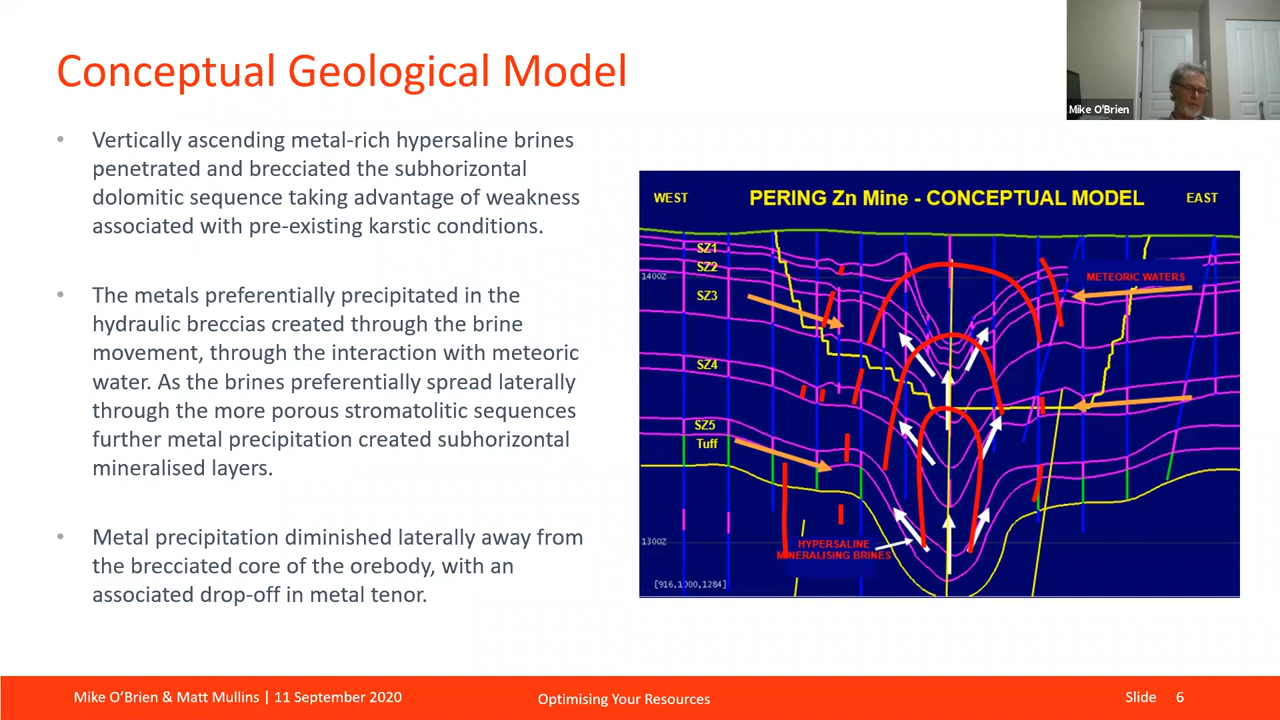 Conceptual Geological Model
Mike O'Brien
• Vertically ascending metal-rich hypersaline brines
penetrated and brecciated the subhorizontal
dolomitic sequence taking advantage of weakness
associated with pre-existing karstic conditions.
• The metals preferentially precipitated in the
hydraulic breccias created through the brine
movement, through the interaction with meteoric
water. As the brines preferentially spread laterally
through the more porous stromatolitic sequences
further metal precipitation created subhorizontal
mineralised layers.
• Metal precipitation diminished laterally away from
the brecciated core of the orebody, with an
associated drop-off in metal tenor.
WEST
PERING Zn Mine - CONCEPTUAL MODEL
EAST
SZ1
SZ2
1400Z
METEORIC WATERS
SZ3
SZ4
SZ5
Tuff
1300Z
HYPERSALINE
MINERALISING BRINES
[916,1000,1284]
Mike O’Brien & Matt Mullins | 11 September 2020
Optimising Your Resources
Slide 6